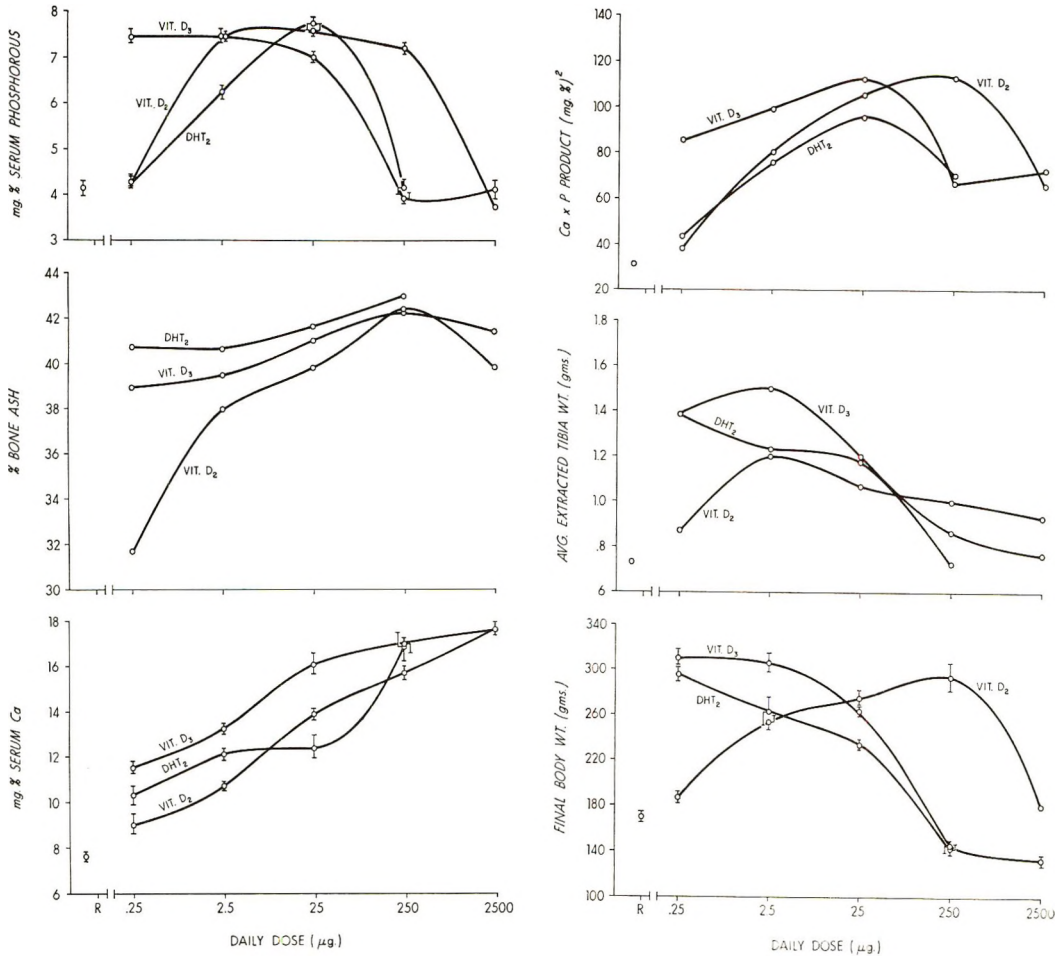 mg. % SERUM PHOSPHOROUS
8
7
6
5
4
3
VIT. D3
VIT. D2
DHT2
% BONE ASH
44
42
40
38
36
34
32
30
DHT2
VIT. D3
VIT. D2
mg. % SERUM Ca
18
16
14
12
10
8
6
VIT. D3
DHT2
VIT. D2
R
.25
2.5
25
250
2500
DAILY DOSE (µg.)
Ca x P PRODUCT (mg. %)²
140
120
100
80
60
40
20
VIT. D3
DHT2
VIT. D2
AVG. EXTRACTED TIBIA WT. (gms.)
1.8
1.6
1.4
1.2
1.0
.8
.6
VIT. D3
DHT2
VIT. D2
FINAL BODY WT. (gms.)
300
260
220
180
140
100
VIT. D3
DHT2
VIT. D2
R
.25
2.5
25
250
2500
DAILY DOSE (µg.)